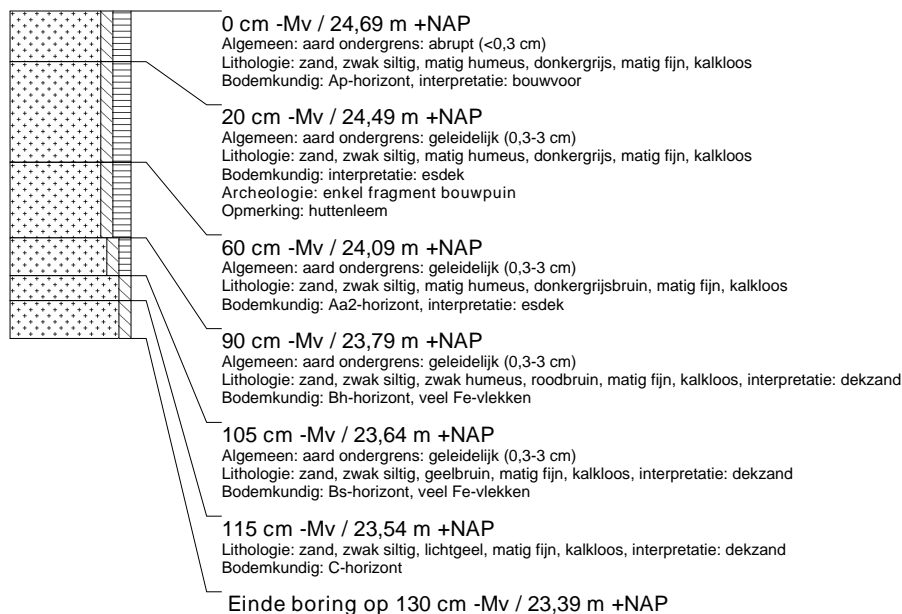 0 cm -Mv / 24,69 m +NAP
Algemeen: aard ondergrens: abrupt (<0,3 cm)
Lithologie: zand, zwak siltig, matig humeus, donkergrijs, matig fijn, kalkloos
Bodemkundig: Ap-horizont, interpretatie: bouwvoor
20 cm -Mv / 24,49 m +NAP
Algemeen: aard ondergrens: geleidelijk (0,3-3 cm)
Lithologie: zand, zwak siltig, matig humeus, donkergrijs, matig fijn, kalkloos
Bodemkundig: interpretatie: esdek
Archeologie: enkel fragment bouwpuin
Opmerking: huttenleem
60 cm -Mv / 24,09 m +NAP
Algemeen: aard ondergrens: geleidelijk (0,3-3 cm)
Lithologie: zand, zwak siltig, matig humeus, donkergrijsbruin, matig fijn, kalkloos
Bodemkundig: Aa2-horizont, interpretatie: esdek
90 cm -Mv / 23,79 m +NAP
Algemeen: aard ondergrens: geleidelijk (0,3-3 cm)
Lithologie: zand, zwak siltig, zwak humeus, roodbruin, matig fijn, kalkloos, interpretatie: dekzand
Bodemkundig: Bh-horizont, veel Fe-vlekken
105 cm -Mv / 23,64 m +NAP
Algemeen: aard ondergrens: geleidelijk (0,3-3 cm)
Lithologie: zand, zwak siltig, geelbruin, matig fijn, kalkloos, interpretatie: dekzand
Bodemkundig: Bs-horizont, veel Fe-vlekken
115 cm -Mv / 23,54 m +NAP
Lithologie: zand, zwak siltig, lichtgeel, matig fijn, kalkloos, interpretatie: dekzand
Bodemkundig: C-horizont
Einde boring op 130 cm -Mv / 23,39 m +NAP